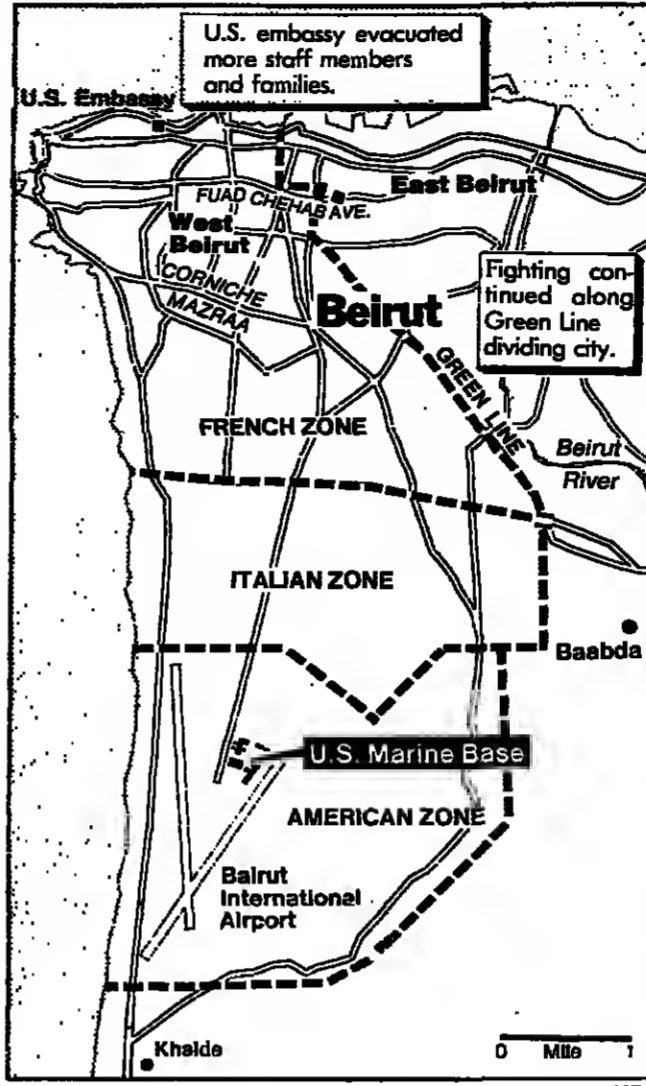 U.S. embassy evacuated
more staff members
and families.
U.S. Embassy
East Beirut
FUAD CHEHAB AVE.
West
Beirut
CORNICHE
MAZRAA
Fighting con-
tinued along
Green Line
dividing city.
Beirut
GREEN LINE
FRENCH ZONE
Beirut
River
ITALIAN ZONE
Baabda
U.S. Marine Base
AMERICAN ZONE
Bairut
International
Airport
Khalde
0 Mile 1